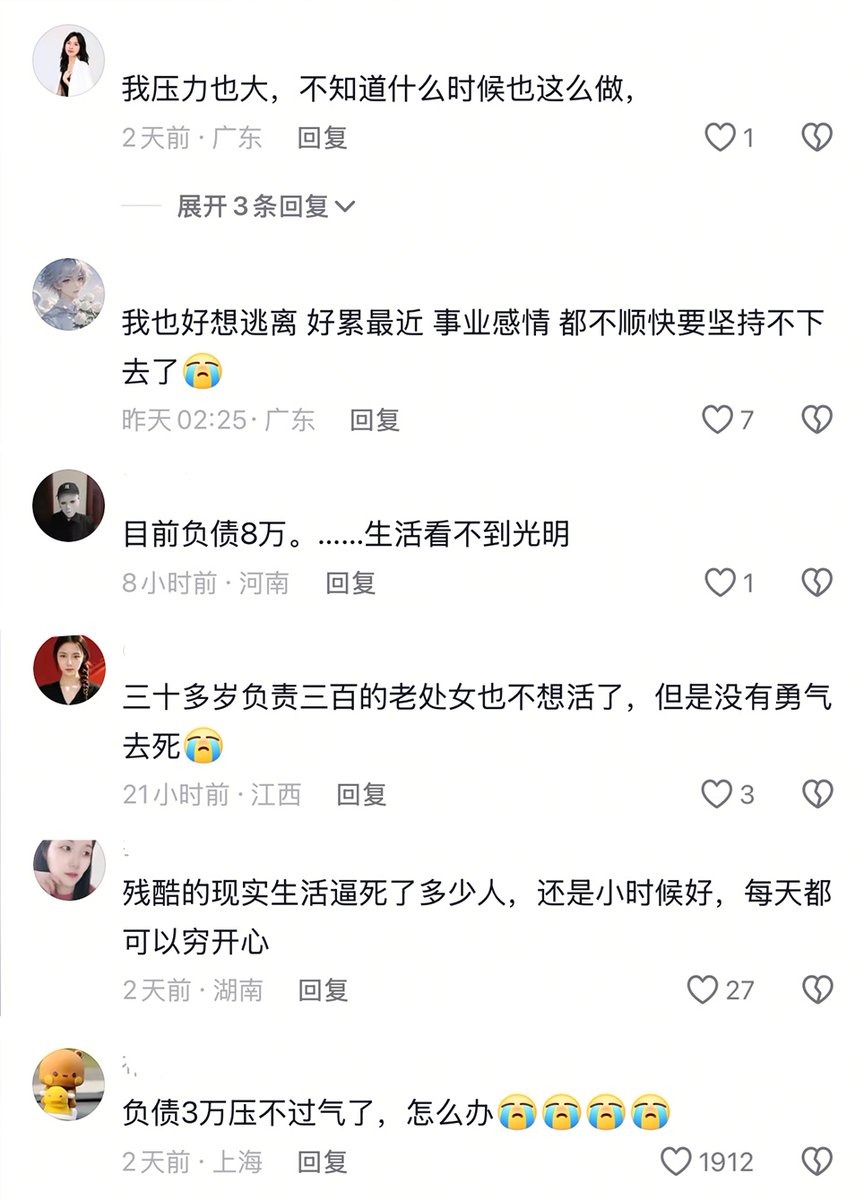 我压力也大，不知道什么时候也这么做，
2天前·广东 回复 1
展开3条回复
我也好想逃离 好累最近 事业感情 都不顺快要坚持不下
去了😭
昨天02:25·广东 回复 7
目前负债8万。……生活看不到光明
8小时前·河南 回复 1
三十多岁负责三百的老处女也不想活了，但是没有勇气
去死😭
21小时前·江西 回复 3
残酷的现实生活逼死了多少人，还是小时候好，每天都
可以穷开心
2天前·湖南 回复 27
负债3万压不过气了，怎么办😭😭😭😭
2天前·上海 回复 1912